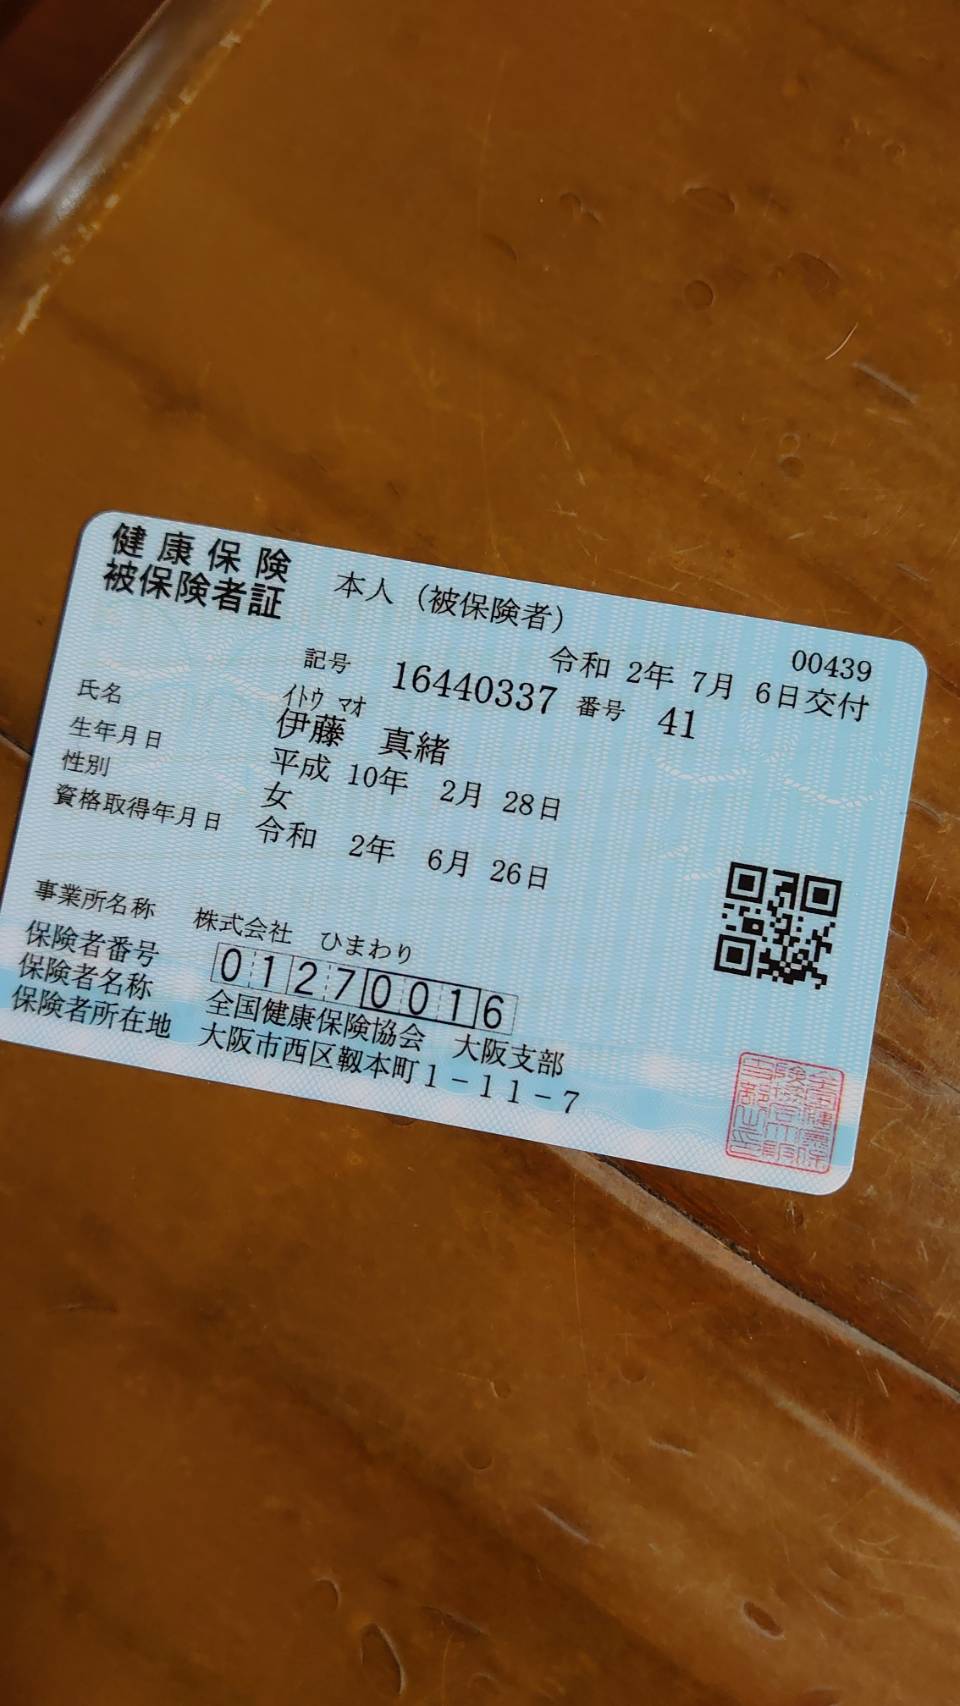 健康保険
被保険者証
本人（被保険者）
00439
令和 2年 7月 6日交付
記号 16440337 番号 41
イトウ マオ
氏名 伊藤 真緒
生年月日 平成 10年 2月 28日
性別 女
資格取得年月日 令和 2年 6月 26日
事業所名称 株式会社 ひまわり
保険者番号 01270016
保険者名称 全国健康保険協会 大阪支部
保険者所在地 大阪市西区靱本町1-11-7